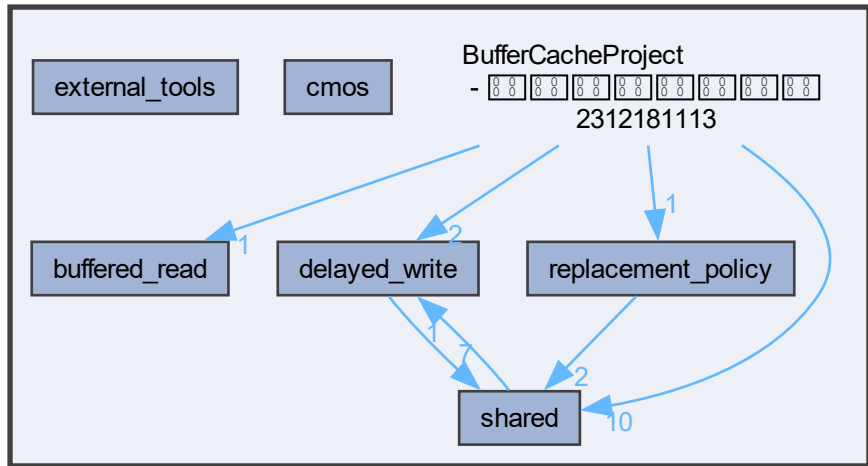 BufferCacheProject
external_tools
cmos
-
2312181113
1
2
1
buffered_read
delayed_write
replacement_policy
1
7
2
shared
10